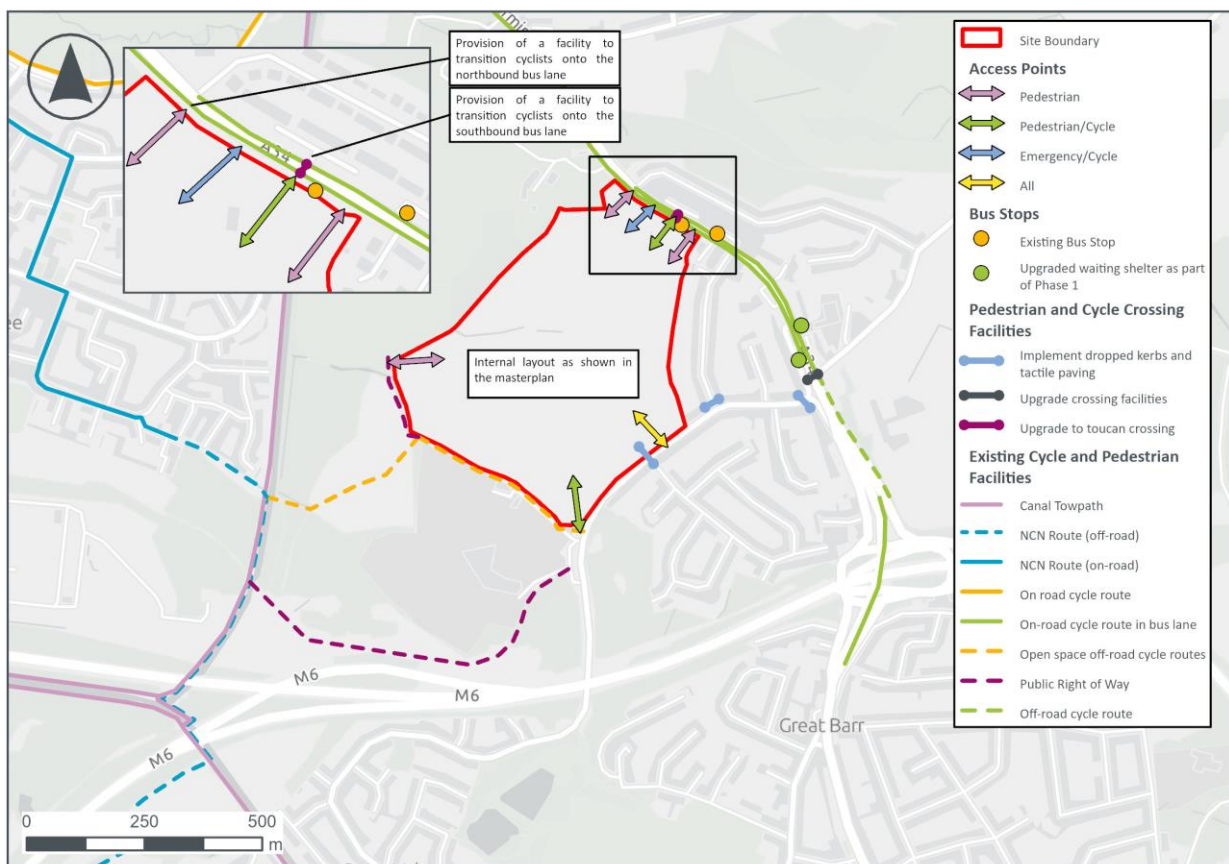 Provision of a facility to
transition cyclists onto the
northbound bus lane
Provision of a facility to
transition cyclists onto the
southbound bus lane
A34
Internal layout as shown in
the masterplan
M6
M6
M6
Great Barr
0 250 500
m
Site Boundary
Access Points
Pedestrian
Pedestrian/Cycle
Emergency/Cycle
All
Bus Stops
Existing Bus Stop
Upgraded waiting shelter as part
of Phase 1
Pedestrian and Cycle Crossing
Facilities
Implement dropped kerbs and
tactile paving
Upgrade crossing facilities
Upgrade to toucan crossing
Existing Cycle and Pedestrian
Facilities
Canal Towpath
NCN Route (off-road)
NCN Route (on-road)
On road cycle route
On-road cycle route in bus lane
Open space off-road cycle routes
Public Right of Way
Off-road cycle route